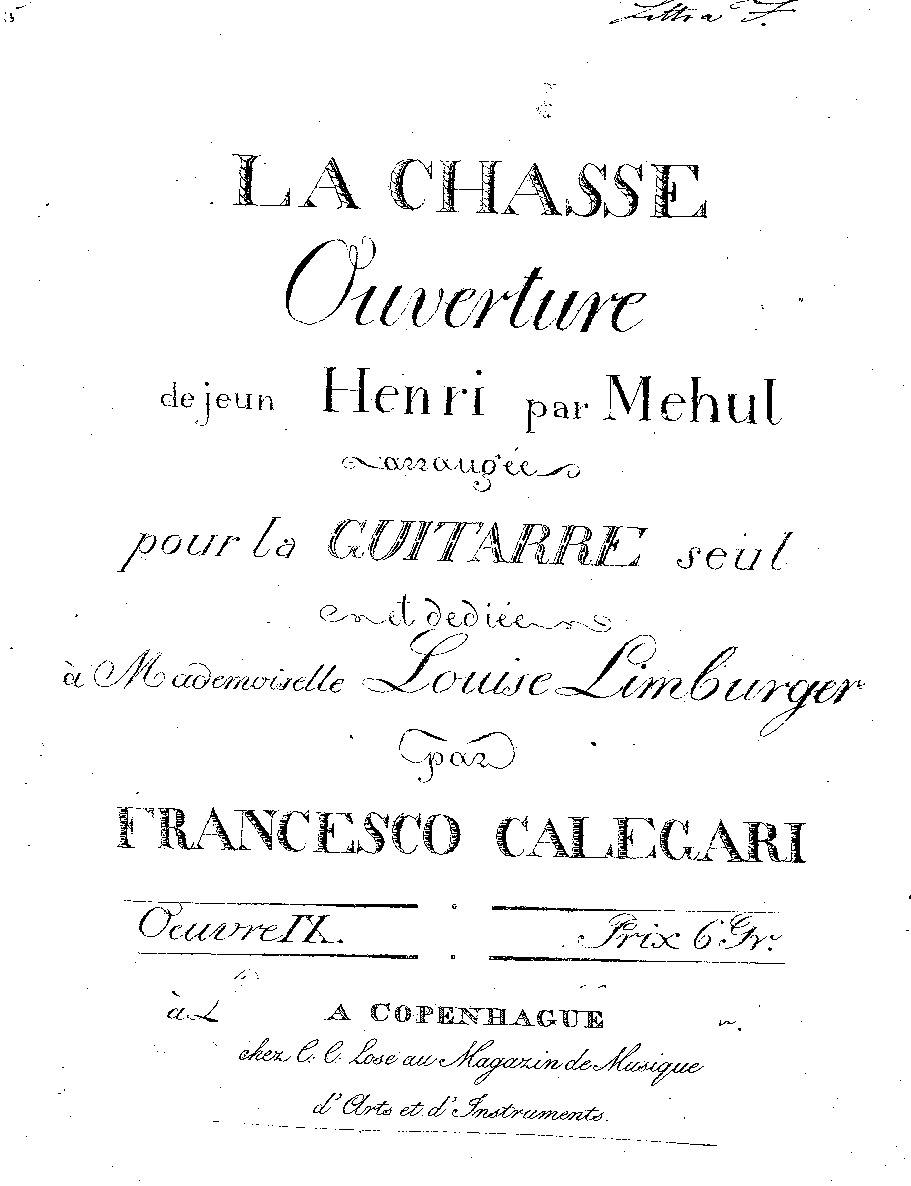 Littra F.
LA CHASSE
Ouverture
de jeun Henri par Mehul
arrangée
pour la GUITARRE seul
et dediée
à Mademoiselle Louise Limburger
par
FRANCESCO CALEGARI
Oeuvre IX. Prix 6 Gr.
à L
A COPENHAGUE
chez C. C. Lose au Magazin de Musique
d'Arts et d'Instruments.